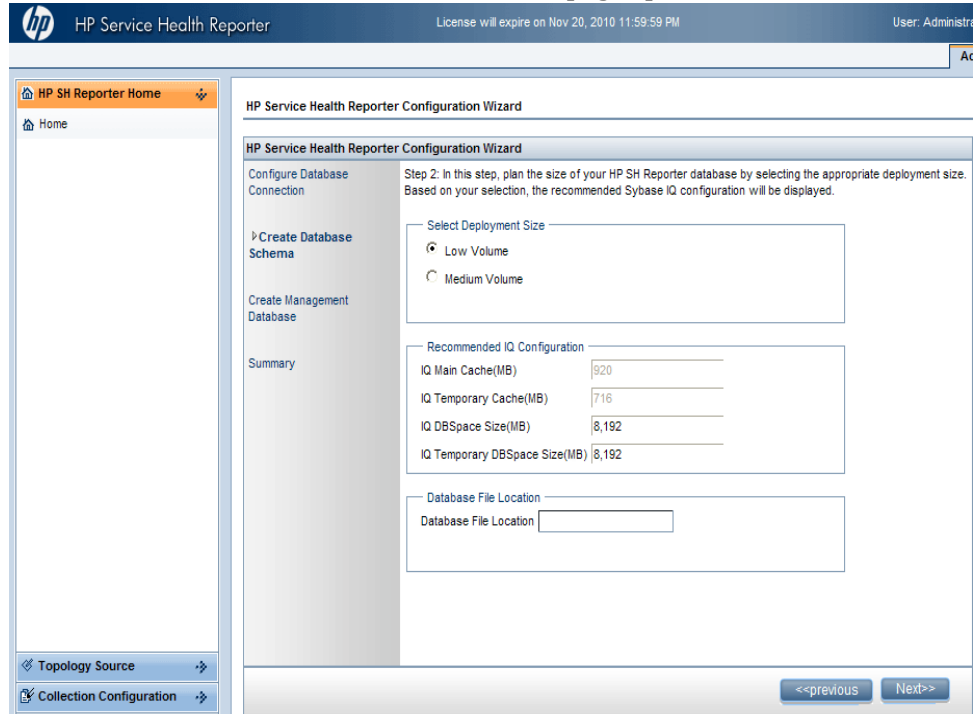 hp HP Service Health Reporter
License will expire on Nov 20, 2010 11:59:59 PM
User: Administra
Ad
HP SH Reporter Home
Home
HP Service Health Reporter Configuration Wizard
HP Service Health Reporter Configuration Wizard
Configure Database
Connection
Create Database
Schema
Create Management
Database
Summary
Step 2: In this step, plan the size of your HP SH Reporter database by selecting the appropriate deployment size.
Based on your selection, the recommended Sybase IQ configuration will be displayed.
Select Deployment Size
Low Volume
Medium Volume
Recommended IQ Configuration
IQ Main Cache(MB) 920
IQ Temporary Cache(MB) 716
IQ DBSpace Size(MB) 8,192
IQ Temporary DBSpace Size(MB) 8,192
Database File Location
Database File Location
Topology Source
Collection Configuration
<<previous Next>>